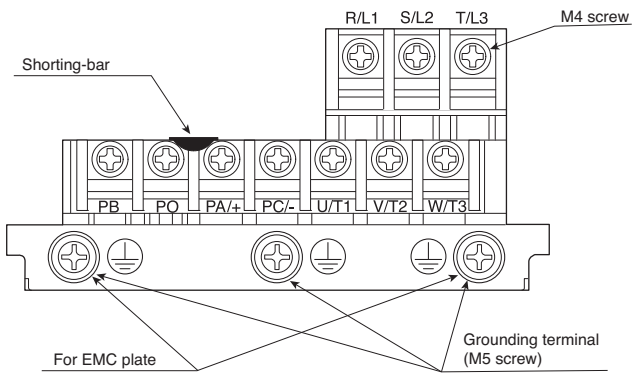 R/L1 S/L2 T/L3
M4 screw
Shorting-bar
PB PO PA/+ PC/- U/T1 V/T2 W/T3
For EMC plate
Grounding terminal
(M5 screw)